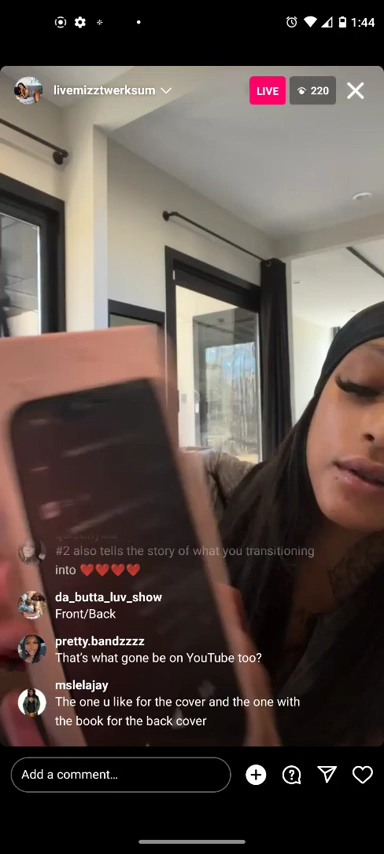 1:44
livemizztwerksum
LIVE
220
#2 also tells the story of what you transitioning
into ❤️❤️❤️❤️
da_butta_luv_show
Front/Back
pretty.bandzzzz
That's what gone be on YouTube too?
mslelajay
The one u like for the cover and the one with
the book for the back cover
Add a comment...